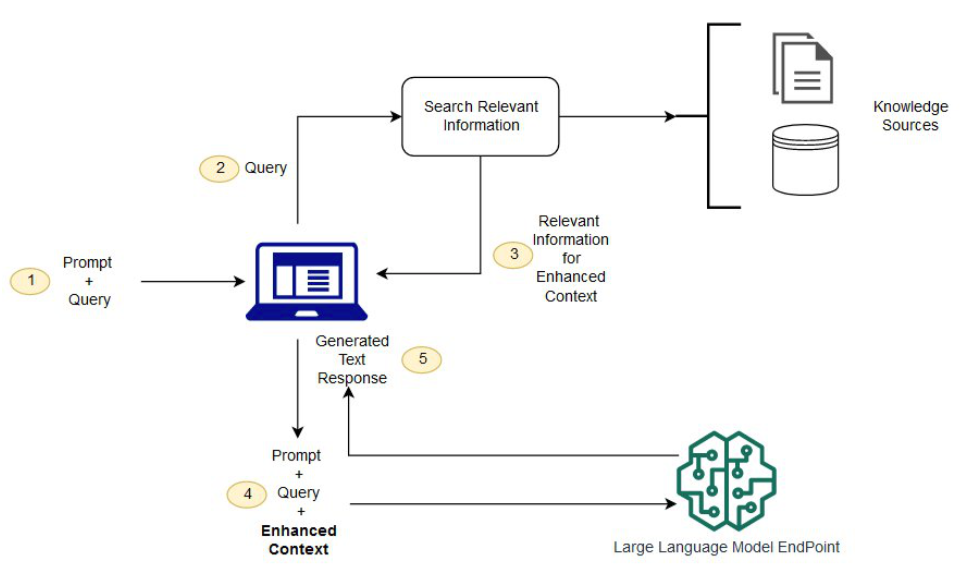 Search Relevant
Information
Knowledge
Sources
2 Query
Relevant
Information
for
Enhanced
Context
3
1
Prompt
+
Query
Generated
Text
Response
5
Prompt
+
4 Query
+
Enhanced
Context
Large Language Model EndPoint